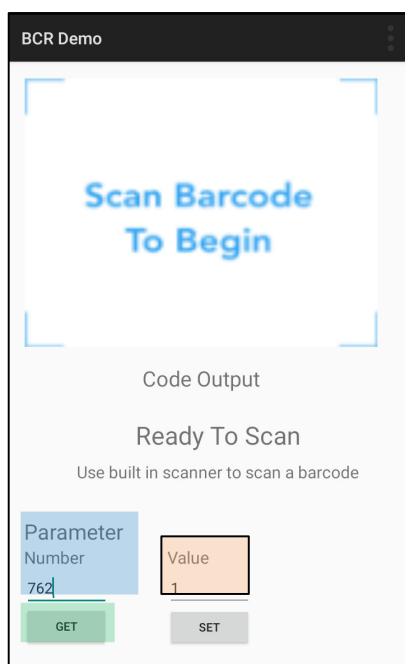 BCR Demo
Scan Barcode
To Begin
Code Output
Ready To Scan
Use built in scanner to scan a barcode
Parameter
Number
Value
762
1
GET
SET